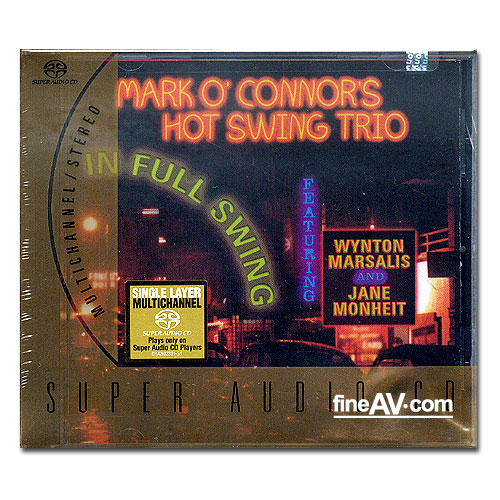 SUPER AUDIO CD
MULTICHANNEL/STEREO
MARK O'CONNOR'S
HOT SWING TRIO
IN FULL SWING
FEATURING
WYNTON
MARSALIS
AND
JANE
MONHEIT
SINGLE LAYER
MULTICHANNEL
SUPER AUDIO CD
Plays only on
Super Audio CD Players
SUPER AUDIO CD
fineAV.com